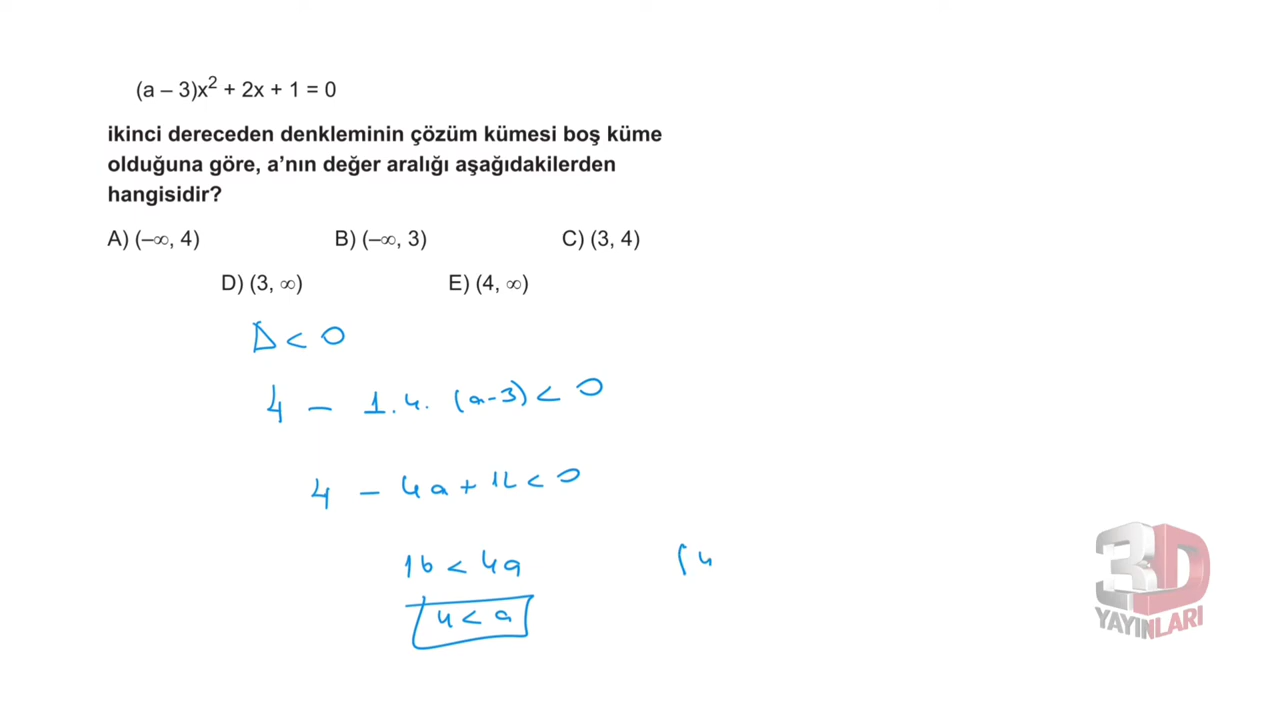 (a – 3)x² + 2x + 1 = 0
ikinci dereceden denkleminin çözüm kümesi boş küme
olduğuna göre, a’nın değer aralığı aşağıdakilerden
hangisidir?
A) (–∞, 4) B) (–∞, 3) C) (3, 4)
D) (3, ∞) E) (4, ∞)
Δ < 0
4 – 1.4. (a-3) < 0
4 – 4a + 12 < 0
16 < 4a
(4
4 < a
3D
YAYINLARI